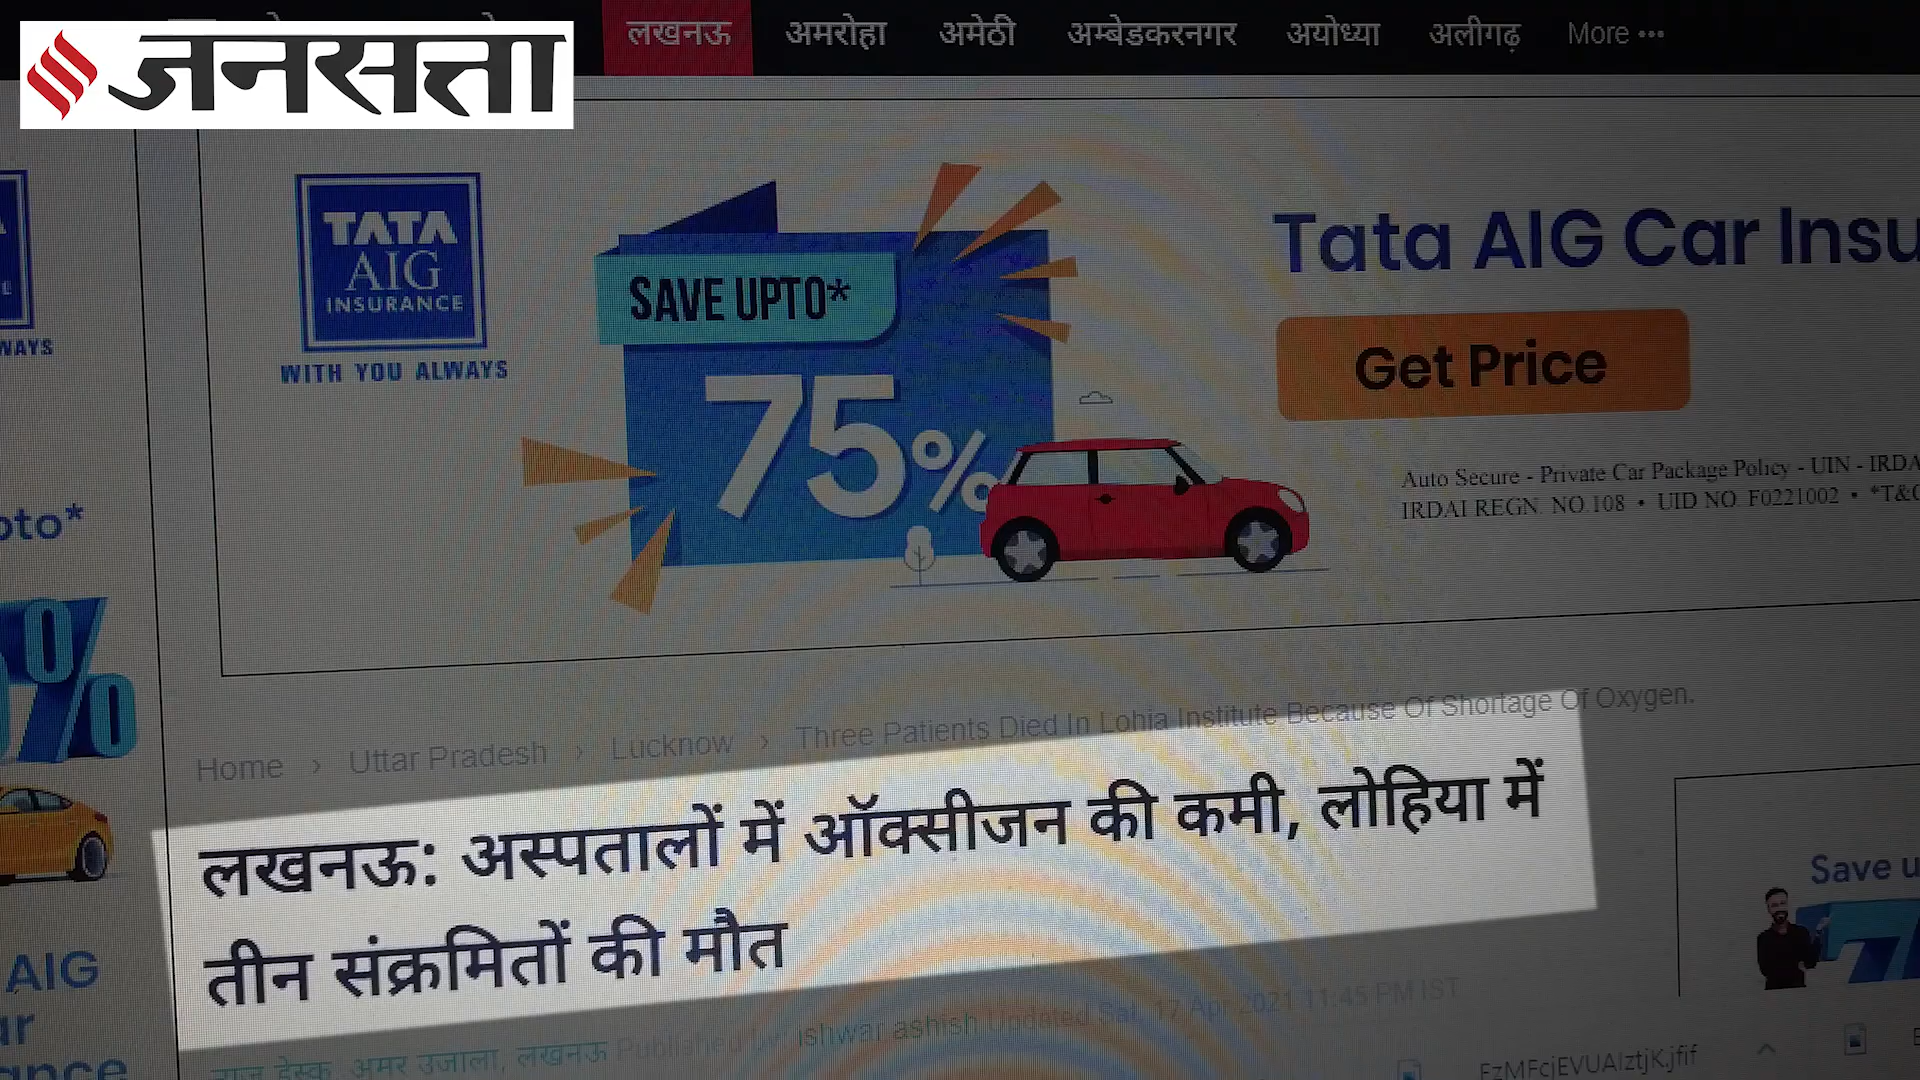 लखनऊ अमरोहा अमेठी अम्बेडकरनगर अयोध्या अलीगढ़ More •••
जनसत्ता
TATA
AIG
INSURANCE
WITH YOU ALWAYS
SAVE UPTO*
75%
Tata AIG Car Insu
Get Price
Auto Secure - Private Car Package Policy - UIN - IRDA
IRDAI REGN. NO.108 • UID NO. F0221002 • *T&C
Home › Uttar Pradesh › Lucknow › Three Patients Died In Lohia Institute Because Of Shortage Of Oxygen.
लखनऊ: अस्पतालों में ऑक्सीजन की कमी, लोहिया में
तीन संक्रमितों की मौत
डेस्क, अमर उजाला, लखनऊ Published by: ishwar ashish Updated Sat, 17 Apr 2021 11:45 PM IST
Save u
AIG